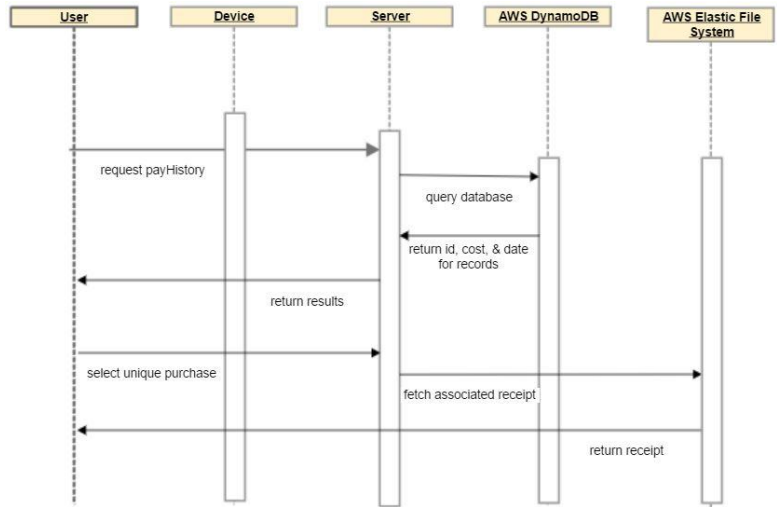 User
Device
Server
AWS DynamoDB
AWS Elastic File
System
request payHistory
query database
return id, cost, & date
for records
return results
select unique purchase
fetch associated receipt
return receipt